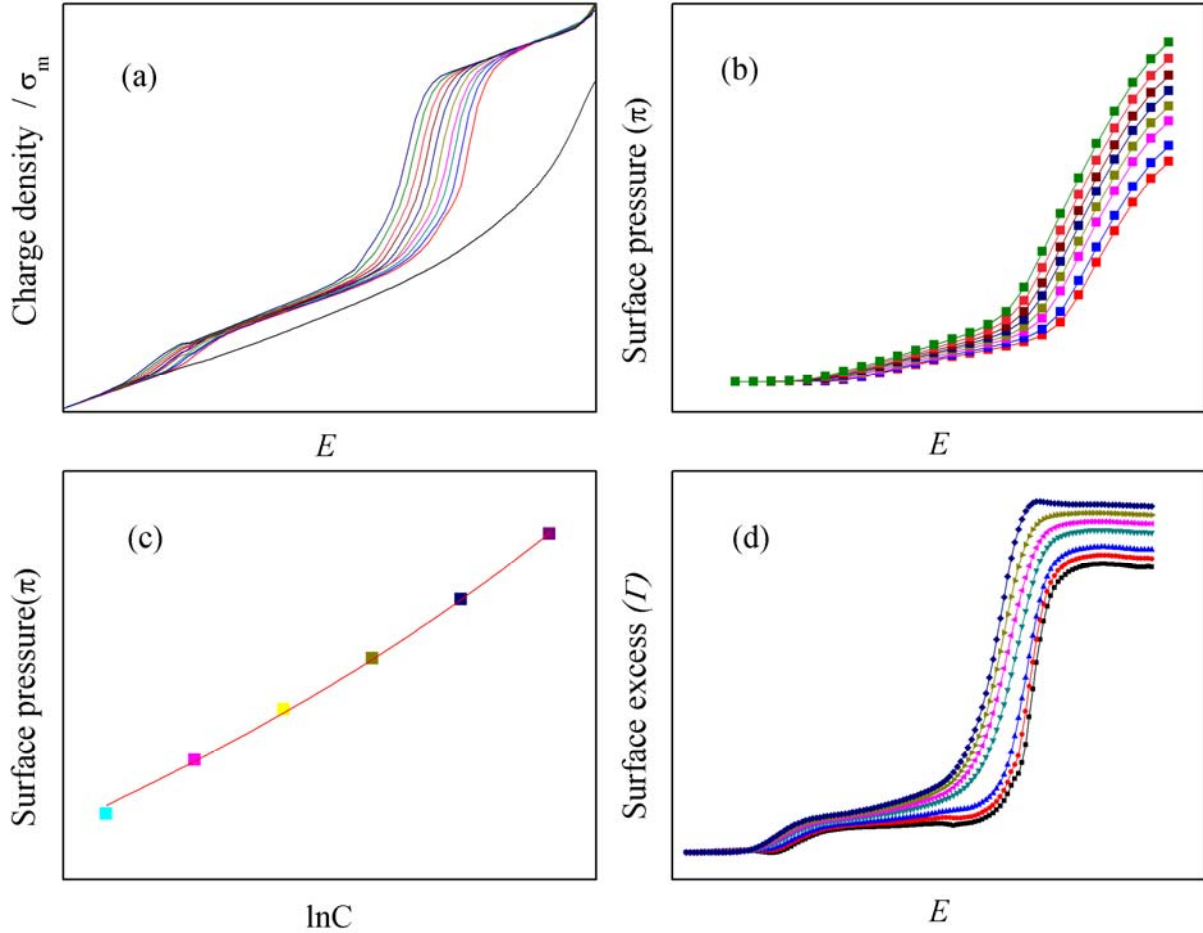 (a)
Charge density / σm
E
(b)
Surface pressure (π)
E
(c)
Surface pressure(π)
lnC
(d)
Surface excess (Γ)
E